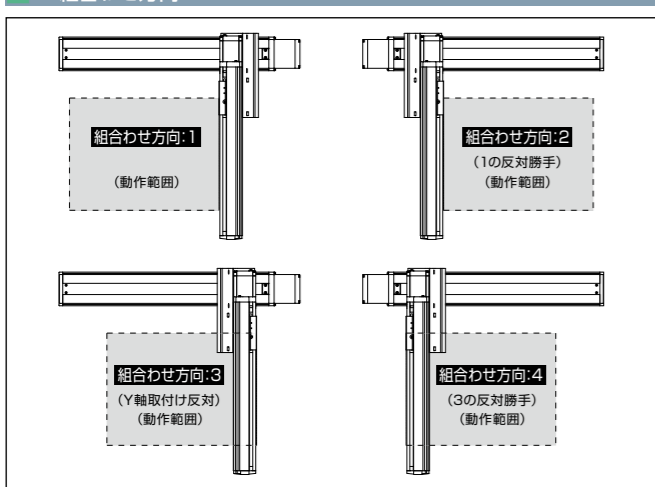 組合わせ方向:1
（動作範囲）
組合わせ方向:2
（1の反対勝手）
（動作範囲）
組合わせ方向:3
（Y軸取付け反対）
（動作範囲）
組合わせ方向:4
（3の反対勝手）
（動作範囲）